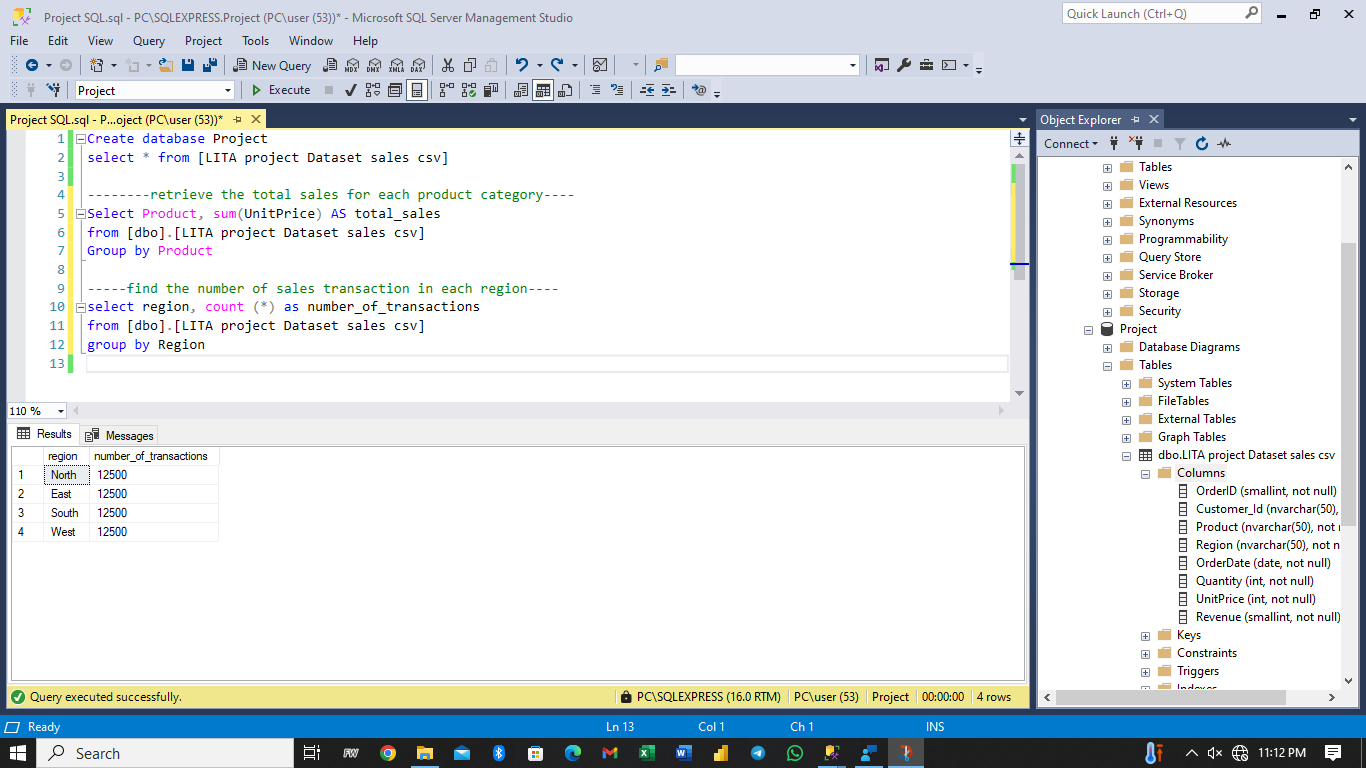 Project SQL.sql - PC\SQLEXPRESS.Project (PC\user (53))* - Microsoft SQL Server Management Studio
Quick Launch (Ctrl+Q)
File Edit View Query Project Tools Window Help
New Query MDX DMX XMLA DAX
Project Execute
Project SQL.sql - P...oject (PC\user (53))*
1 Create database Project
2 select * from [LITA project Dataset sales csv]
3
4 --------retrieve the total sales for each product category----
5 Select Product, sum(UnitPrice) AS total_sales
6 from [dbo].[LITA project Dataset sales csv]
7 Group by Product
8
9 -----find the number of sales transaction in each region----
10 select region, count (*) as number_of_transactions
11 from [dbo].[LITA project Dataset sales csv]
12 group by Region
13
110 %
Results Messages
region number_of_transactions
1 North 12500
2 East 12500
3 South 12500
4 West 12500
Query executed successfully. PC\SQLEXPRESS (16.0 RTM) PC\user (53) Project 00:00:00 4 rows
Object Explorer
Connect
Tables
Views
External Resources
Synonyms
Programmability
Query Store
Service Broker
Storage
Security
Project
Database Diagrams
Tables
System Tables
FileTables
External Tables
Graph Tables
dbo.LITA project Dataset sales csv
Columns
OrderID (smallint, not null)
Customer_Id (nvarchar(50),
Product (nvarchar(50), not
Region (nvarchar(50), not n
OrderDate (date, not null)
Quantity (int, not null)
UnitPrice (int, not null)
Revenue (smallint, not null)
Keys
Constraints
Triggers
Indexes
Ready Ln 13 Col 1 Ch 1 INS
Search 11:12 PM